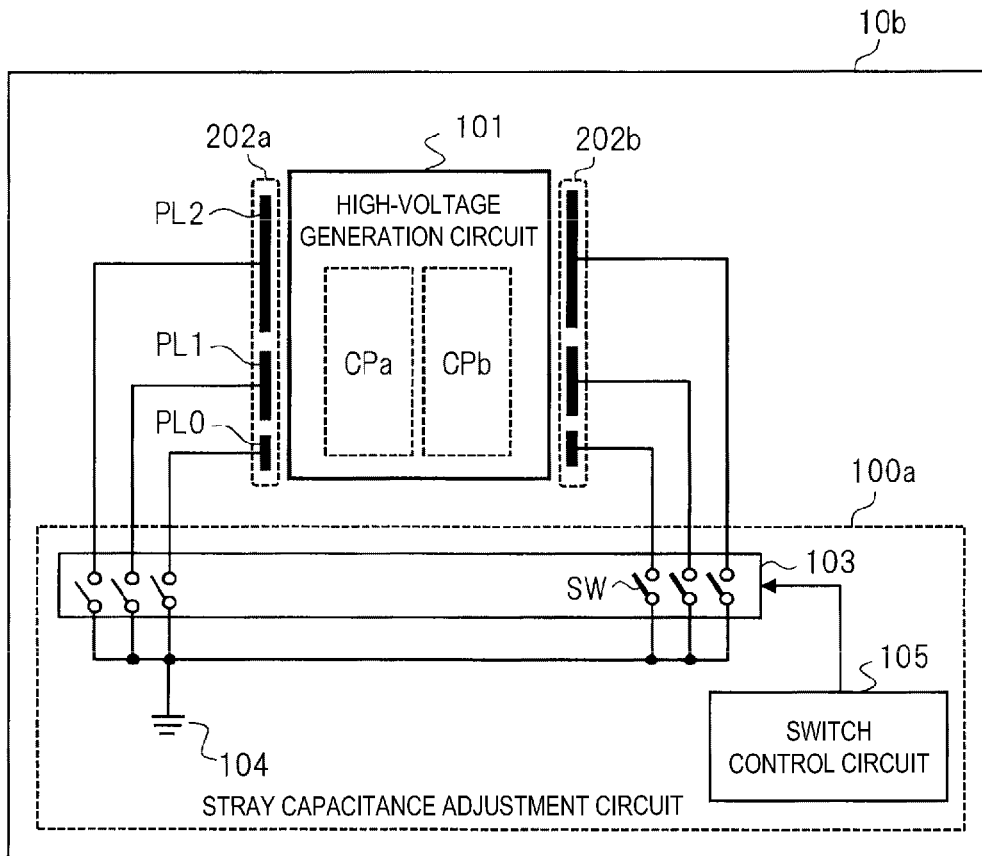 10b
101
202a
202b
PL2
HIGH-VOLTAGE
GENERATION CIRCUIT
PL1
CPa
CPb
PL0
100a
103
SW
105
SWITCH
CONTROL CIRCUIT
104
STRAY CAPACITANCE ADJUSTMENT CIRCUIT